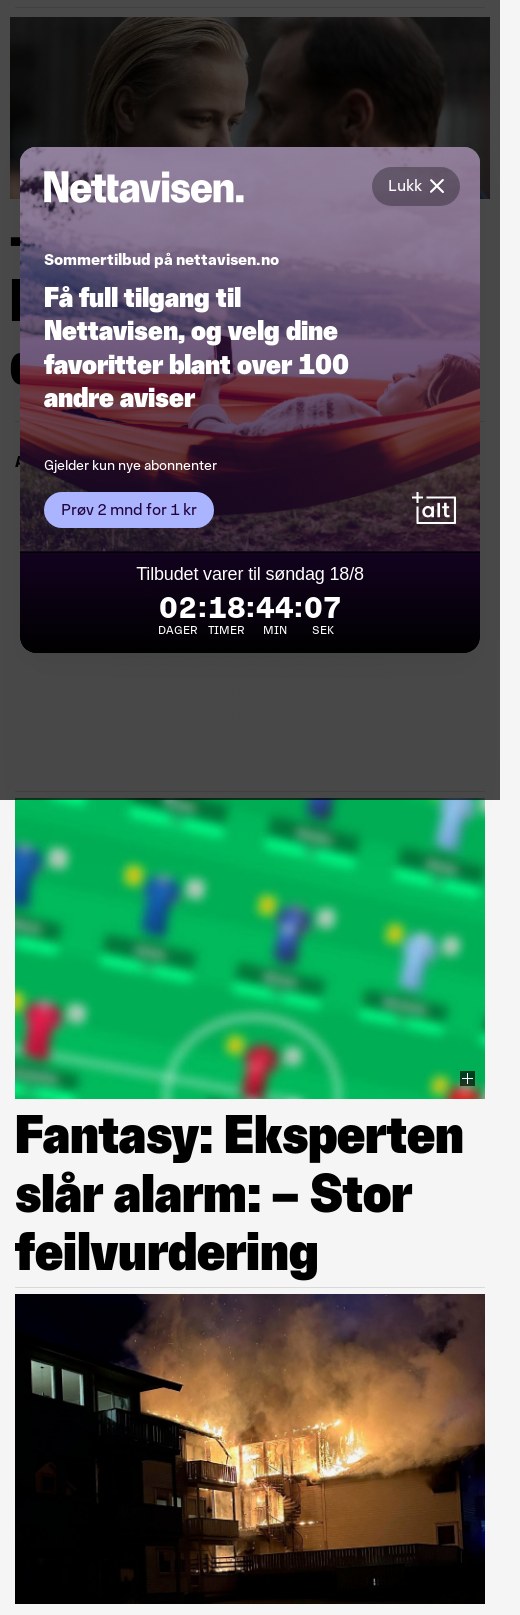 Nettavisen.
Lukk
Sommertilbud på nettavisen.no
Få full tilgang til
Nettavisen, og velg dine
favoritter blant over 100
andre aviser
Gjelder kun nye abonnenter
Prøv 2 mnd for 1 kr
+alt
Tilbudet varer til søndag 18/8
02:18:44:07
DAGER TIMER MIN SEK
Fantasy: Eksperten
slår alarm: – Stor
feilvurdering